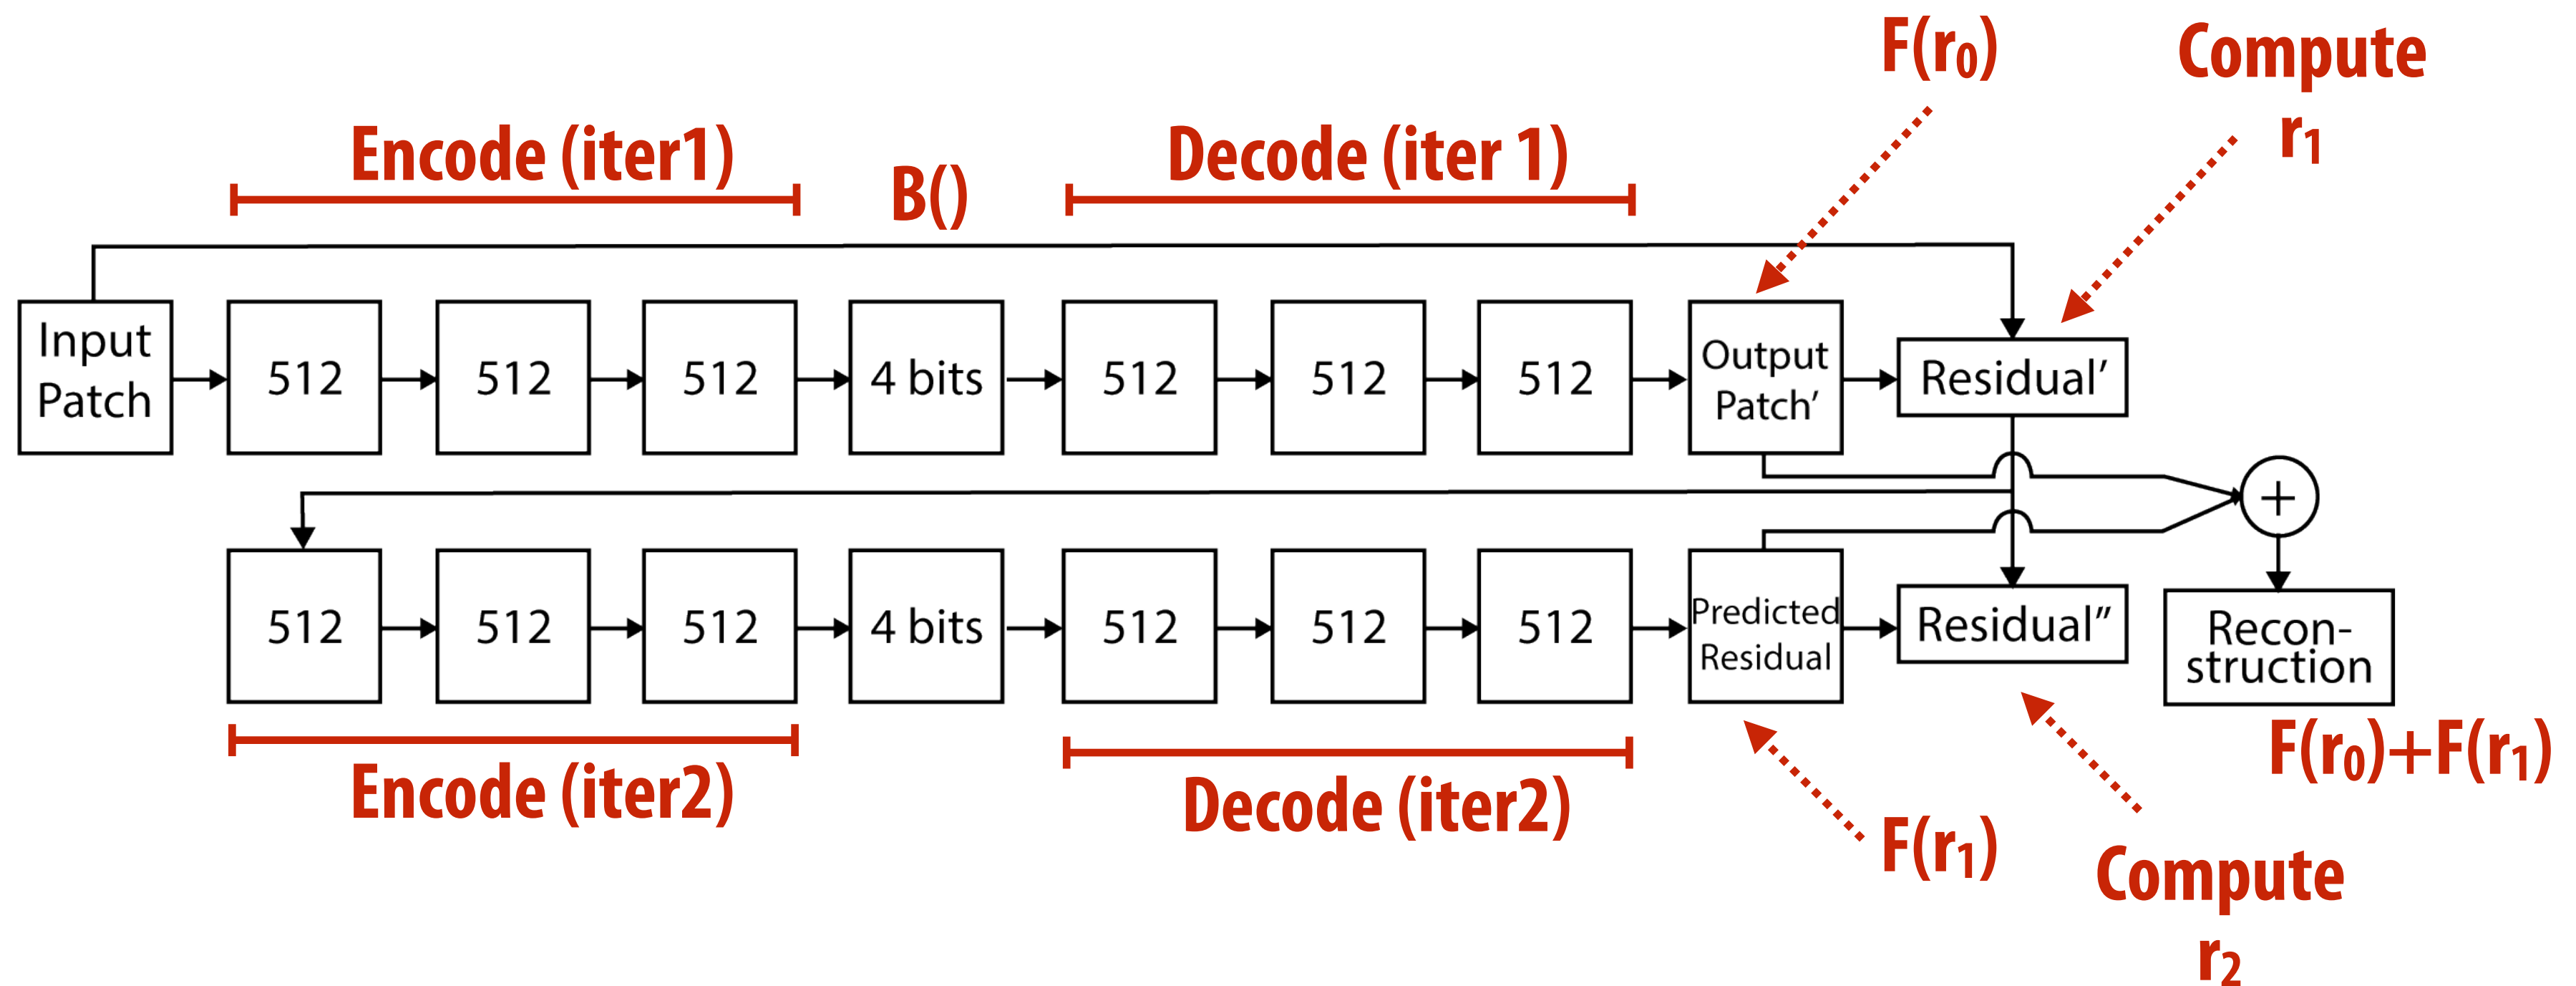 F(r0)
Compute
r1
Encode (iter1)
B()
Decode (iter 1)
Input
Patch
512
512
512
4 bits
512
512
512
Output
Patch’
Residual’
+
512
512
512
4 bits
512
512
512
Predicted
Residual
Residual”
Recon-
struction
F(r0)+F(r1)
Encode (iter2)
Decode (iter2)
F(r1)
Compute
r2